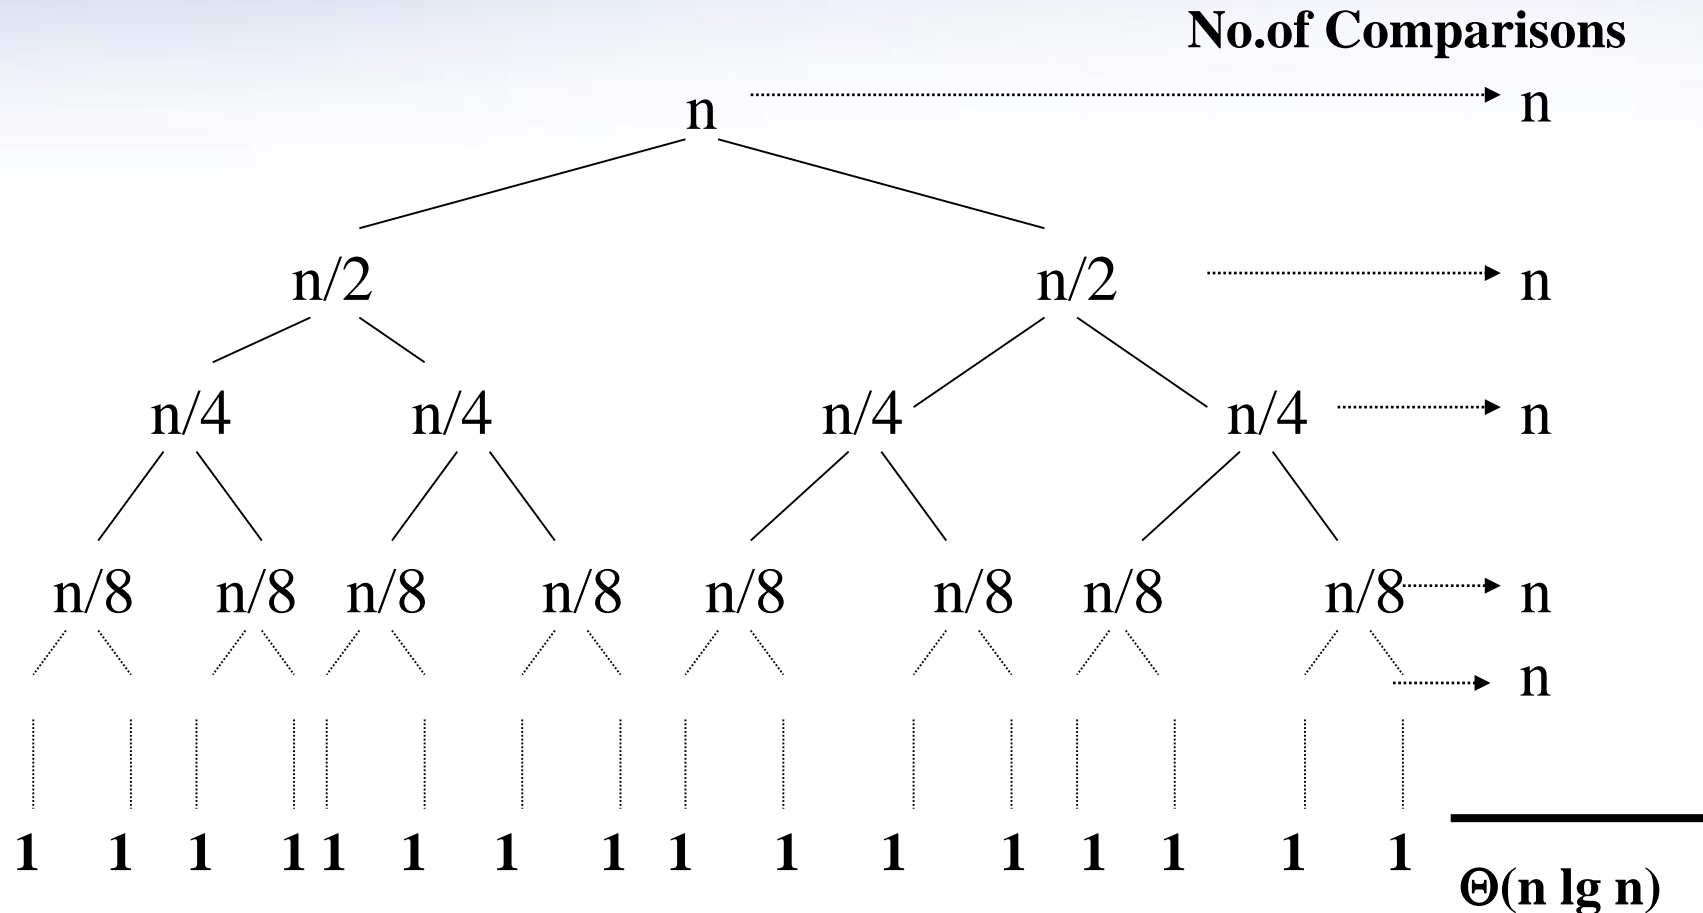 No.of Comparisons
n n
n/2 n/2 n
n/4 n/4 n/4 n/4 n
n/8 n/8 n/8 n/8 n/8 n/8 n/8 n/8 n
n
1 1 1 1 1 1 1 1 1 1 1 1 1 1 1 1
Θ(n lg n)